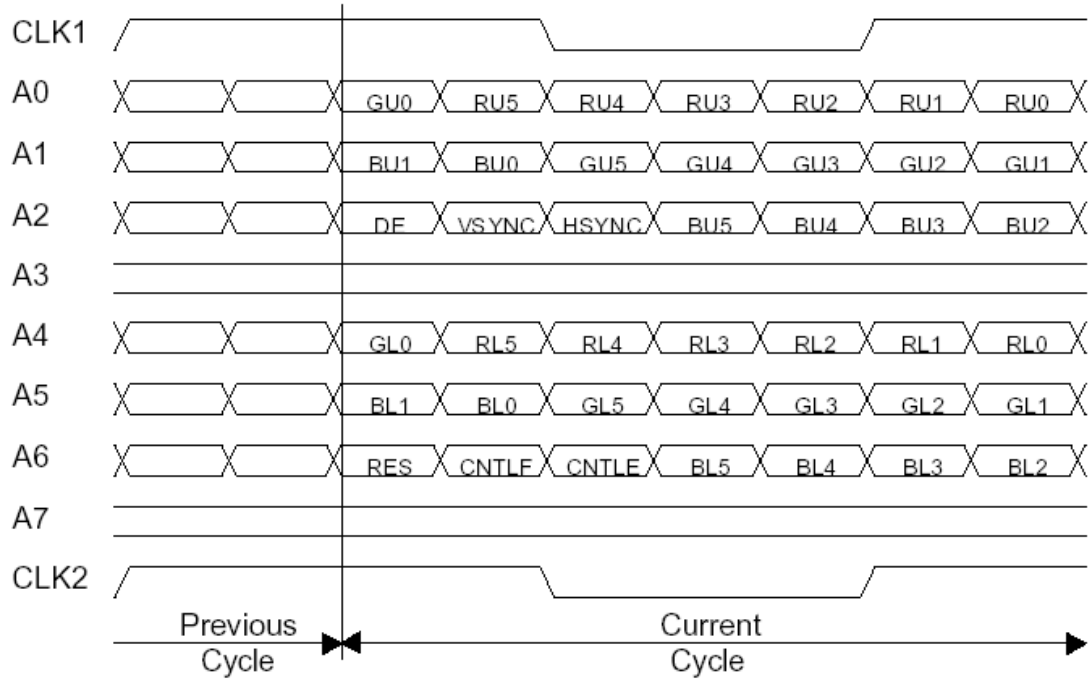 CLK1
A0 GU0 RU5 RU4 RU3 RU2 RU1 RU0
A1 BU1 BU0 GU5 GU4 GU3 GU2 GU1
A2 DE VSYNC HSYNC BU5 BU4 BU3 BU2
A3
A4 GL0 RL5 RL4 RL3 RL2 RL1 RL0
A5 BL1 BL0 GL5 GL4 GL3 GL2 GL1
A6 RES CNTLF CNTLE BL5 BL4 BL3 BL2
A7
CLK2
Previous Current
Cycle Cycle